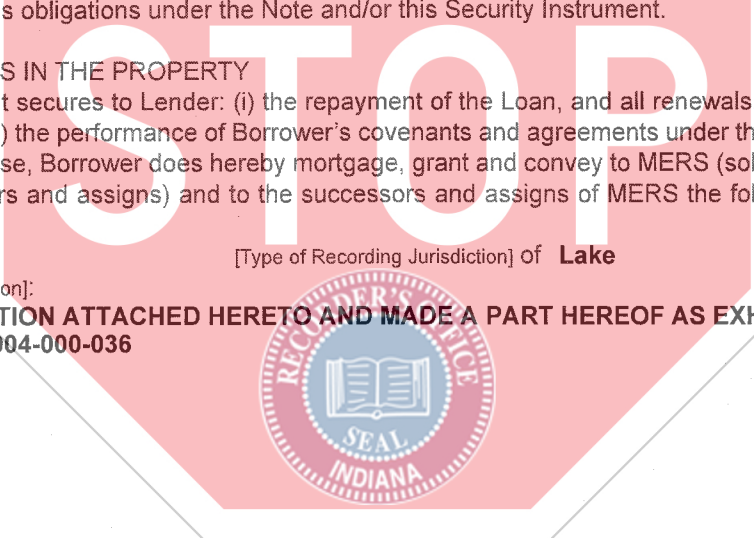 s obligations under the Note and/or this Security Instrument.
S IN THE PROPERTY
t secures to Lender: (i) the repayment of the Loan, and all renewals
) the performance of Borrower's covenants and agreements under th
se, Borrower does hereby mortgage, grant and convey to MERS (sol
rs and assigns) and to the successors and assigns of MERS the fol
[Type of Recording Jurisdiction] of Lake
on]:
TION ATTACHED HERETO AND MADE A PART HEREOF AS EXH
004-000-036
STOP
RECORDER'S OFFICE
SEAL
INDIANA